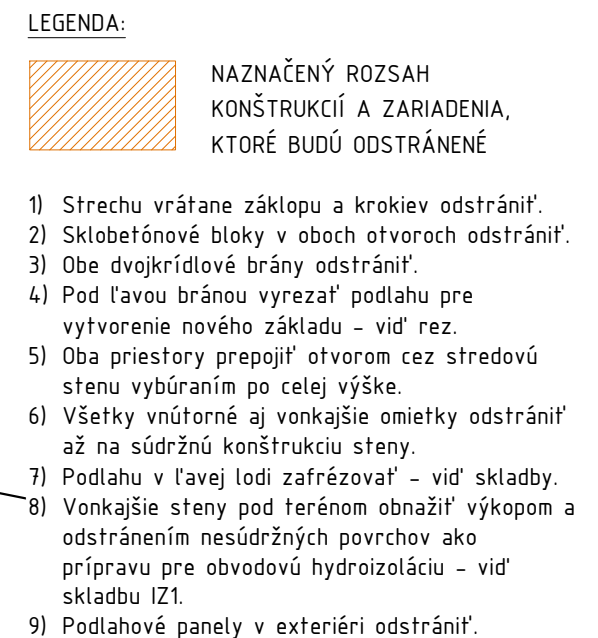 LEGENDA:
NAZNAČENÝ ROZSAH
KONŠTRUKCIÍ A ZARIADENIA,
KTORÉ BUDÚ ODSTRÁNENÉ
1) Strechu vrátane záklopu a krokiev odstrániť.
2) Sklobetónové bloky v oboch otvoroch odstrániť.
3) Obe dvojkrídlové brány odstrániť.
4) Pod ľavou bránou vyrezať podlahu pre
vytvorenie nového základu – viď rez.
5) Oba priestory prepojiť otvorom cez stredovú
stenu vybúraním po celej výške.
6) Všetky vnútorné aj vonkajšie omietky odstrániť
až na súdržnú konštrukciu steny.
7) Podlahu v ľavej lodi zafrézovať – viď skladby.
8) Vonkajšie steny pod terénom obnažiť výkopom a
odstránením nesúdržných povrchov ako
prípravu pre obvodovú hydroizoláciu – viď
skladbu IZ1.
9) Podlahové panely v exteriéri odstrániť.